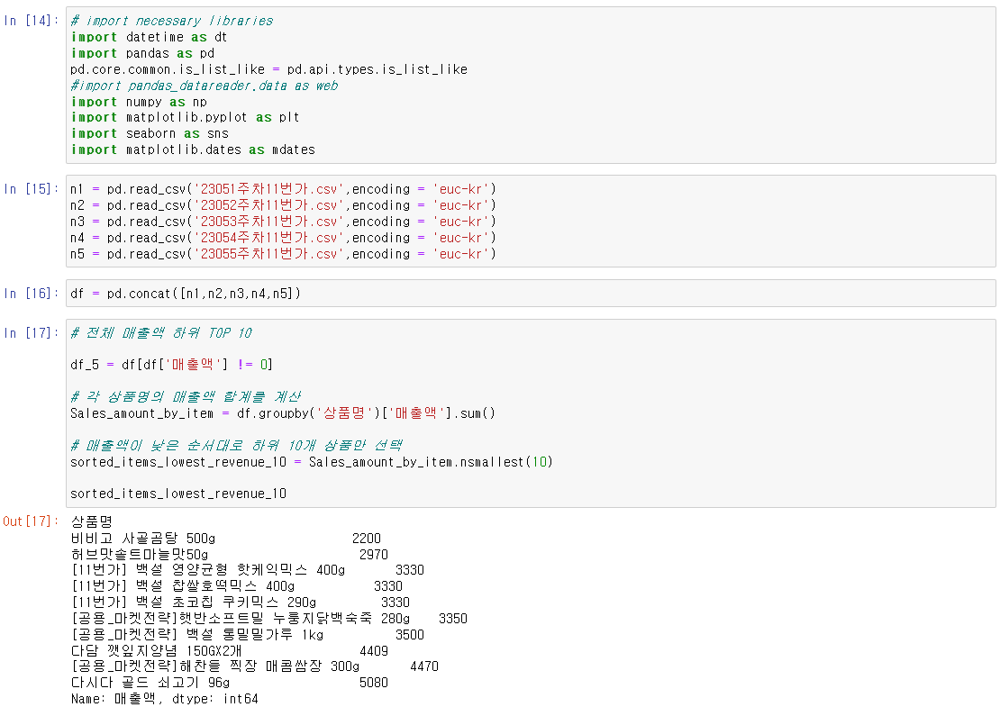 In [14]: # import necessary libraries
import datetime as dt
import pandas as pd
pd.core.common.is_list_like = pd.api.types.is_list_like
#import pandas_datareader.data as web
import numpy as np
import matplotlib.pyplot as plt
import seaborn as sns
import matplotlib.dates as mdates
In [15]: n1 = pd.read_csv('23051주차11번가.csv',encoding = 'euc-kr')
n2 = pd.read_csv('23052주차11번가.csv',encoding = 'euc-kr')
n3 = pd.read_csv('23053주차11번가.csv',encoding = 'euc-kr')
n4 = pd.read_csv('23054주차11번가.csv',encoding = 'euc-kr')
n5 = pd.read_csv('23055주차11번가.csv',encoding = 'euc-kr')
In [16]: df = pd.concat([n1,n2,n3,n4,n5])
In [17]: # 전체 매출액 하위 TOP 10
df_5 = df[df['매출액'] != 0]
# 각 상품명의 매출액 합계를 계산
Sales_amount_by_item = df.groupby('상품명')['매출액'].sum()
# 매출액이 낮은 순서대로 하위 10개 상품만 선택
sorted_items_lowest_revenue_10 = Sales_amount_by_item.nsmallest(10)
sorted_items_lowest_revenue_10
Out[17]: 상품명
비비고 사골곰탕 500g 2200
허브맛솔트마늘맛50g 2970
[11번가] 백설 영양균형 핫케익믹스 400g 3330
[11번가] 백설 찹쌀호떡믹스 400g 3330
[11번가] 백설 초코칩 쿠키믹스 290g 3330
[공용_마켓전략]햇반소프트밀 누룽지닭백숙죽 280g 3350
[공용_마켓전략] 백설 통밀밀가루 1kg 3500
다담 깻잎지양념 150GX2개 4409
[공용_마켓전략]해찬들 찍장 매콤쌈장 300g 4470
다시다 골드 쇠고기 96g 5080
Name: 매출액, dtype: int64